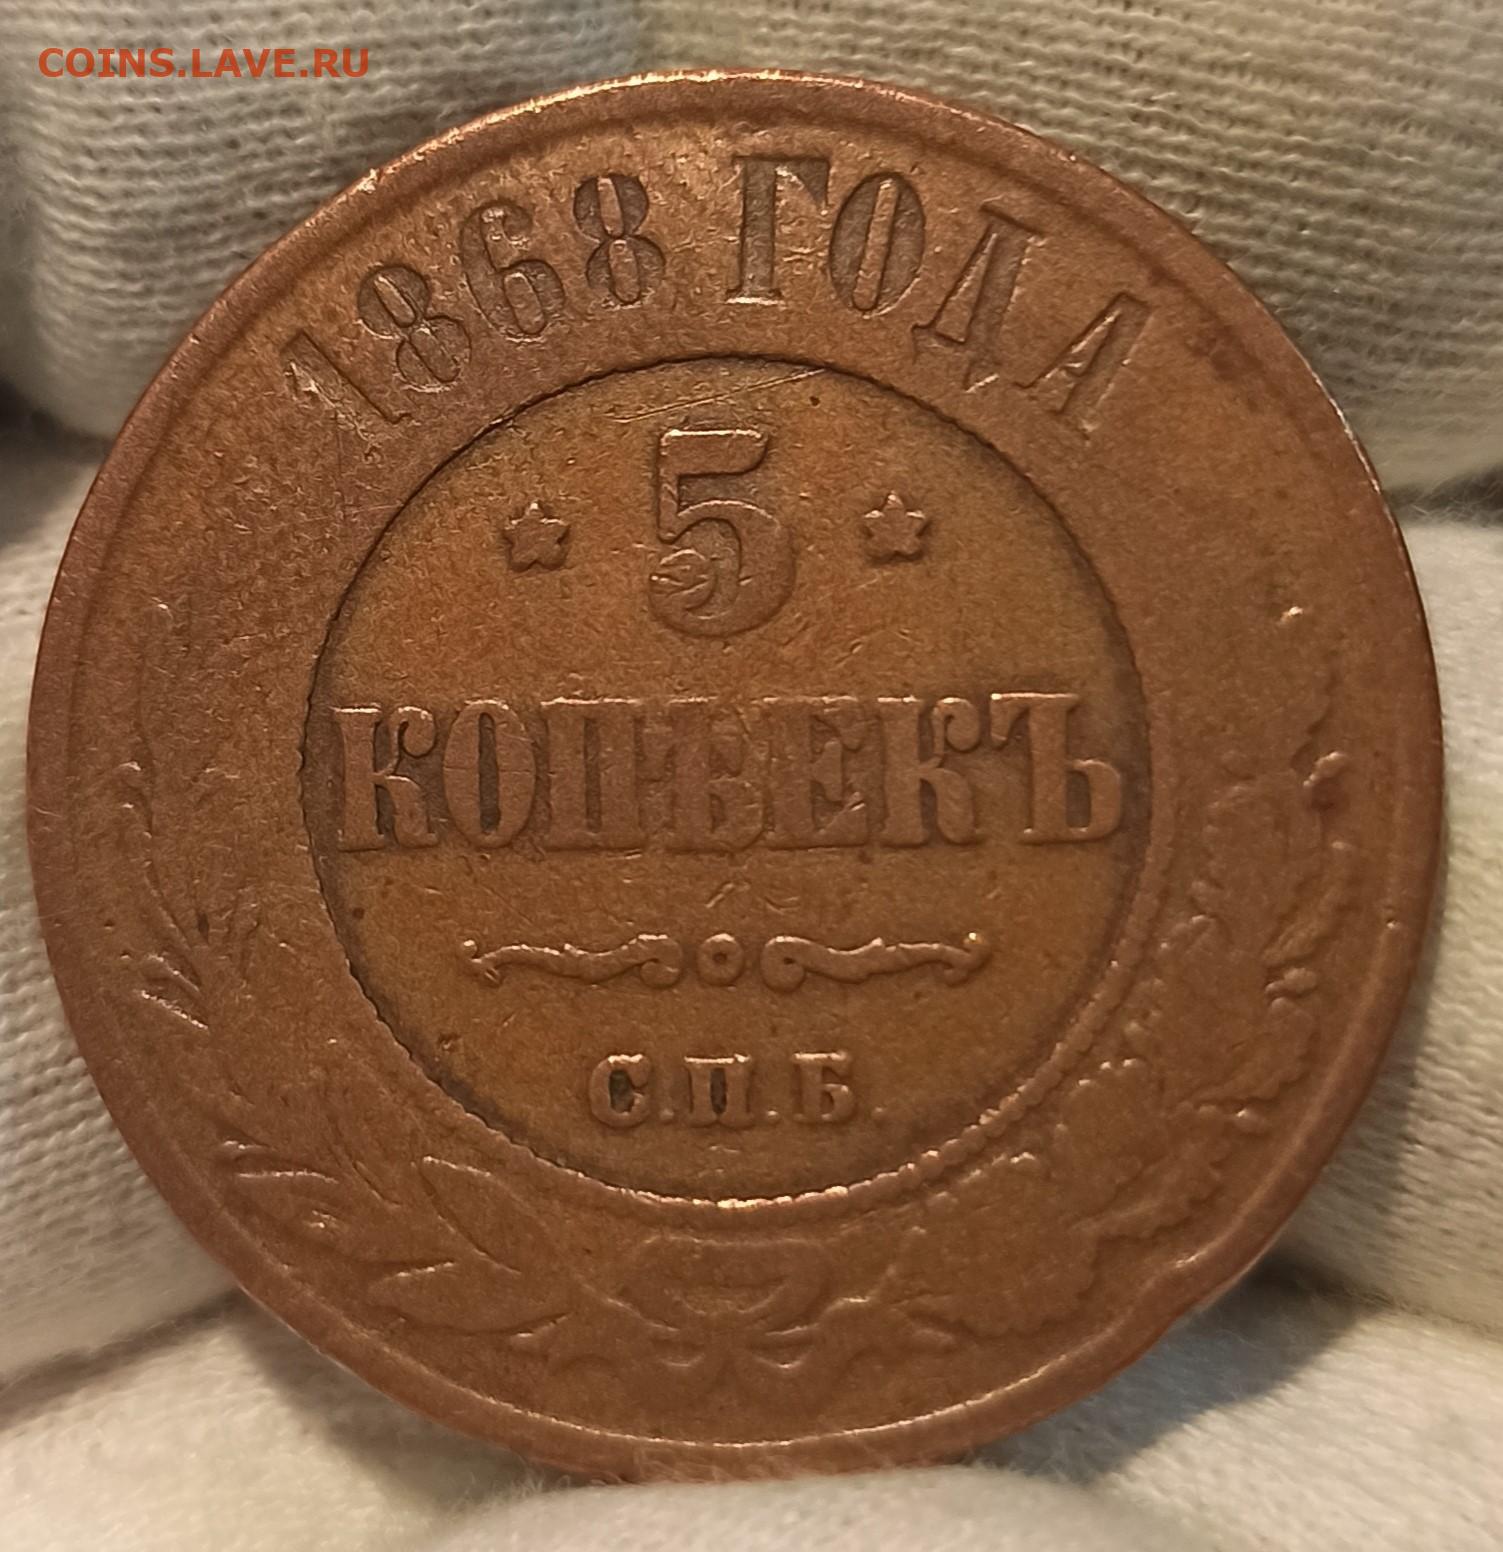 COINS.LAVE.RU
1868 ГОДА
5
КОПѢЕКЪ
С.П.Б.